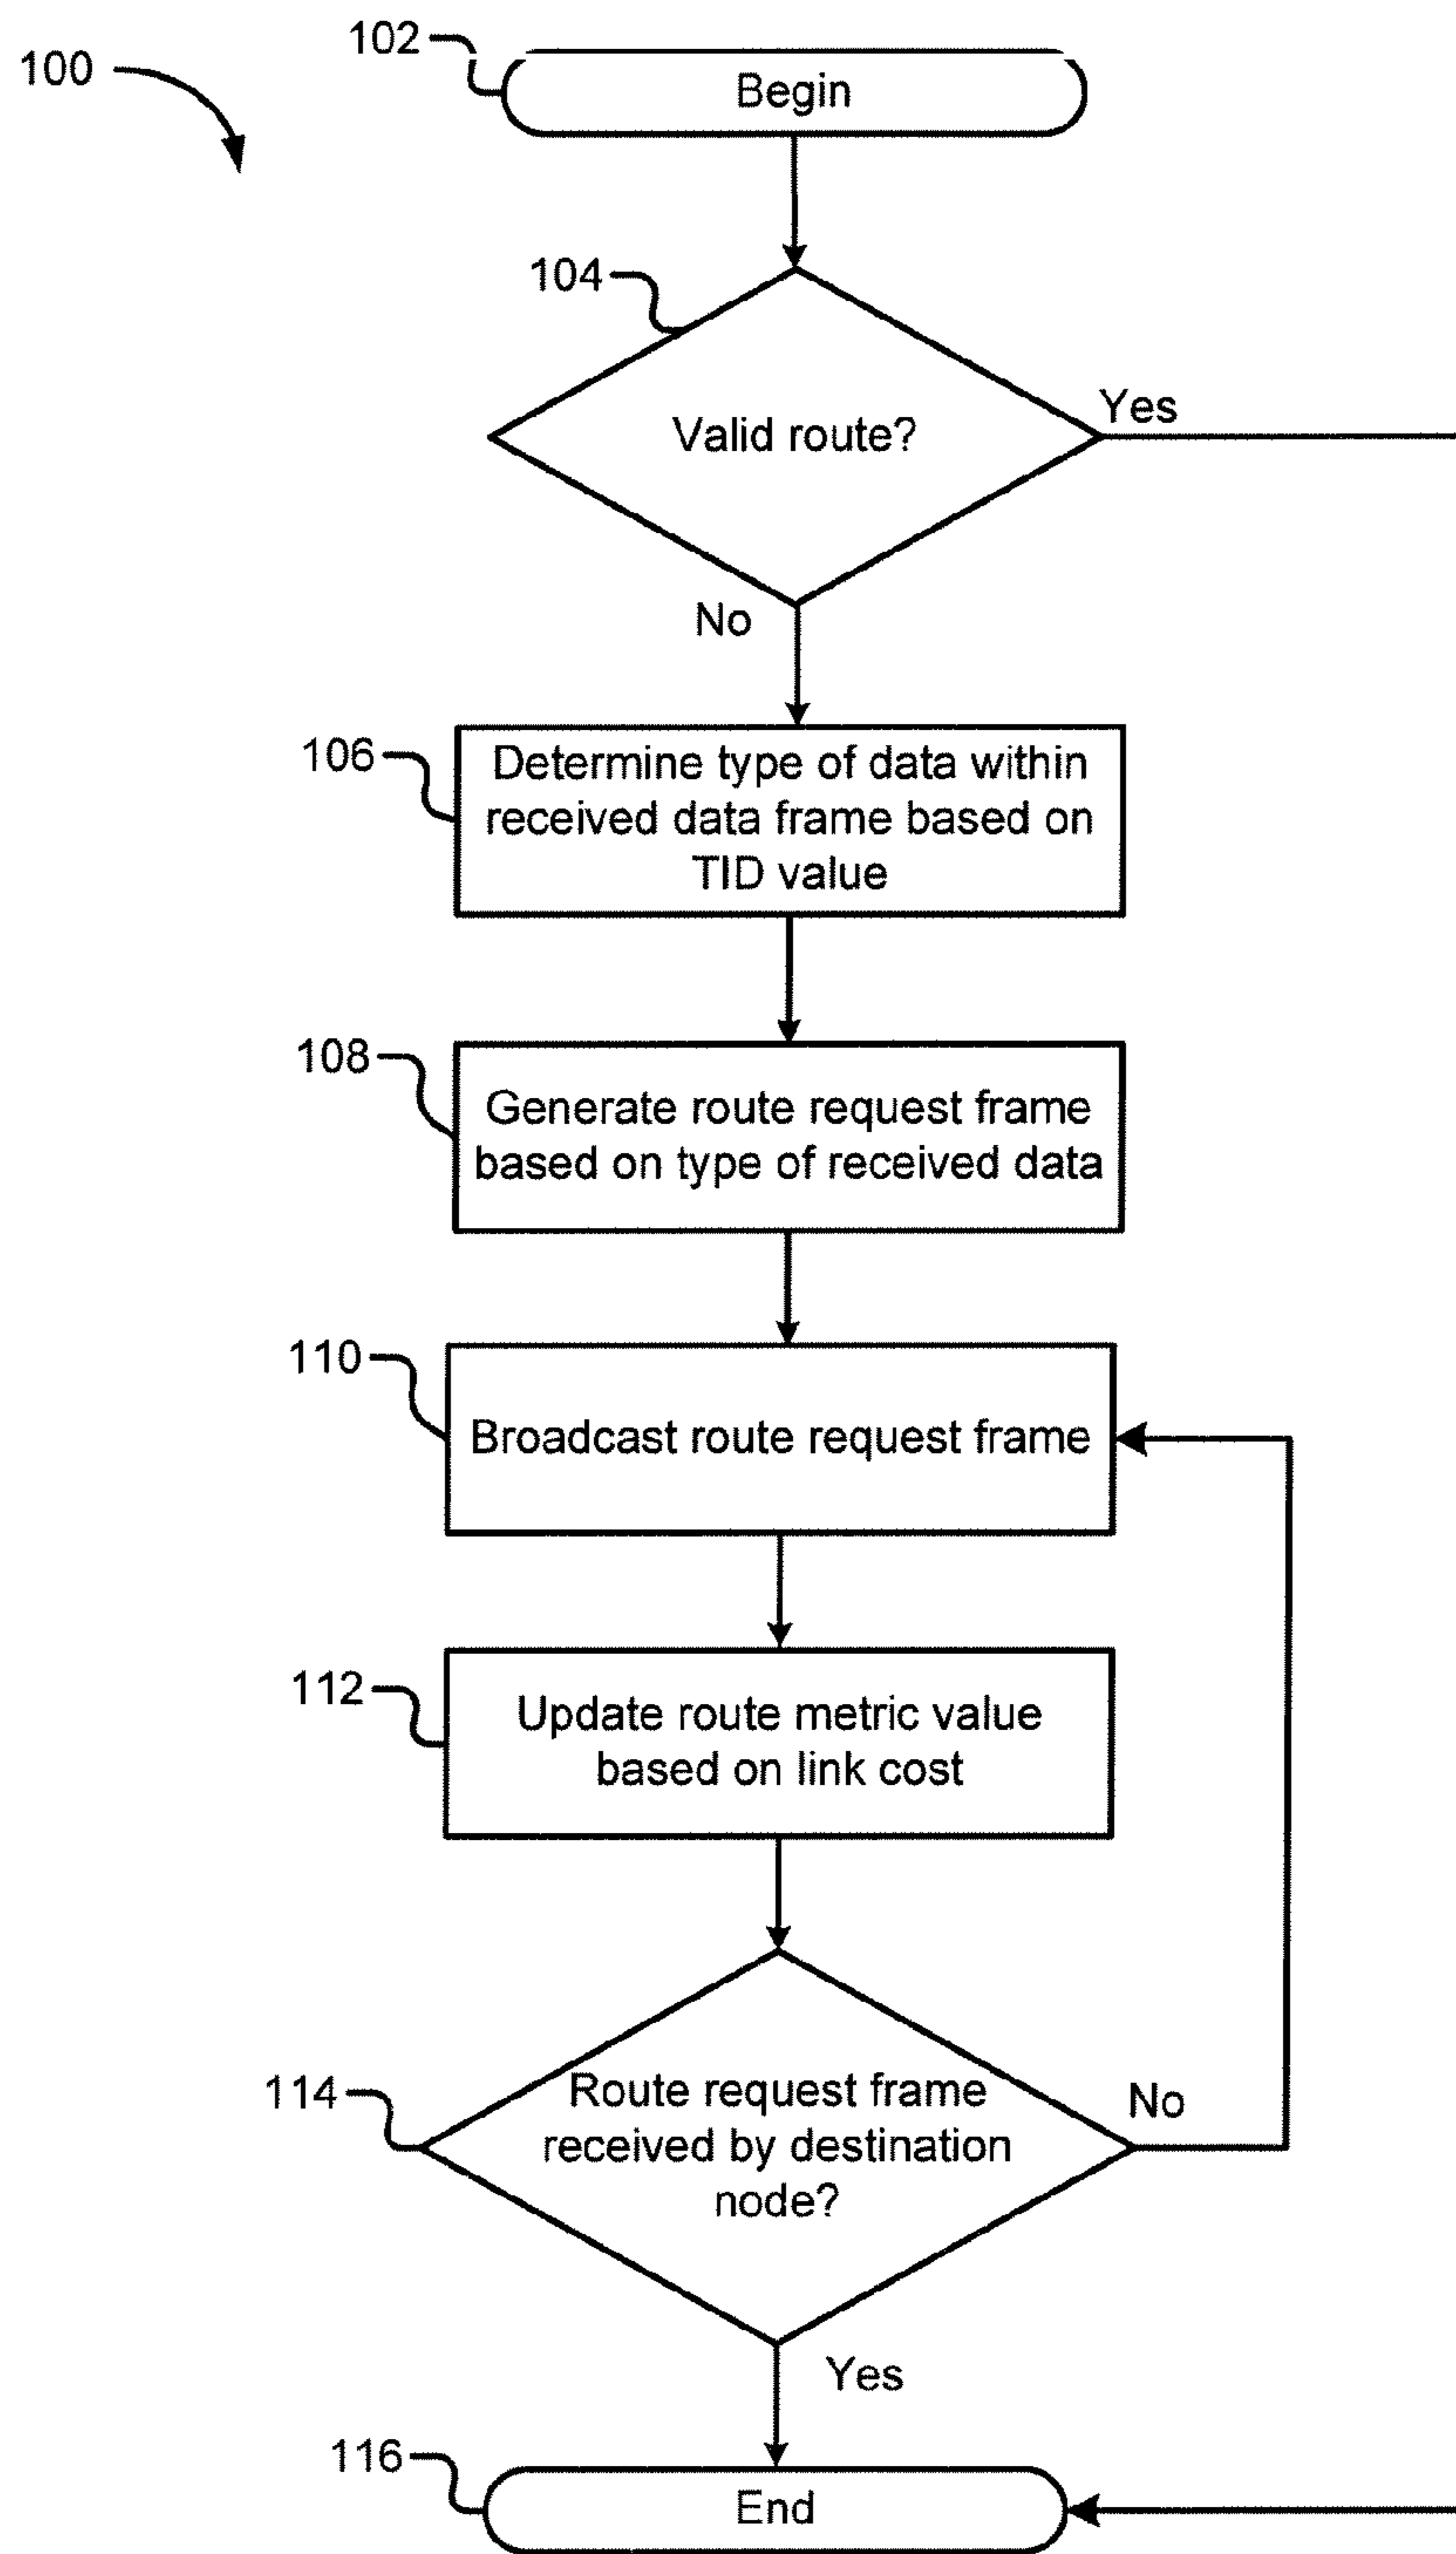 100
102
Begin
104
Valid route?
Yes
No
106
Determine type of data within
received data frame based on
TID value
108
Generate route request frame
based on type of received data
110
Broadcast route request frame
112
Update route metric value
based on link cost
114
Route request frame
received by destination
node?
No
Yes
116
End